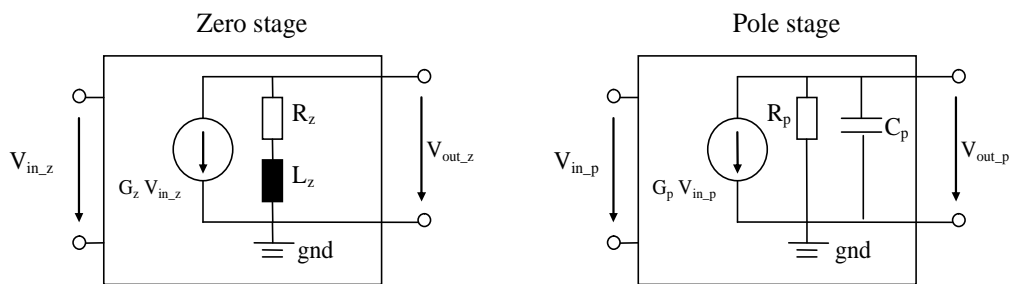 Zero stage
V_in_z
G_z V_in_z
R_z
L_z
gnd
V_out_z
Pole stage
V_in_p
G_p V_in_p
R_p
C_p
gnd
V_out_p